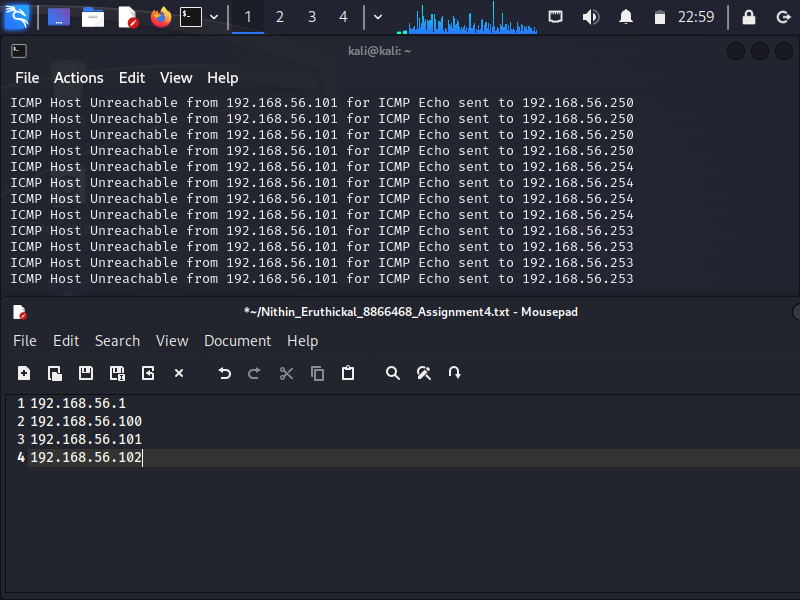 1 2 3 4 22:59
kali@kali: ~
File Actions Edit View Help
ICMP Host Unreachable from 192.168.56.101 for ICMP Echo sent to 192.168.56.250
ICMP Host Unreachable from 192.168.56.101 for ICMP Echo sent to 192.168.56.250
ICMP Host Unreachable from 192.168.56.101 for ICMP Echo sent to 192.168.56.250
ICMP Host Unreachable from 192.168.56.101 for ICMP Echo sent to 192.168.56.250
ICMP Host Unreachable from 192.168.56.101 for ICMP Echo sent to 192.168.56.254
ICMP Host Unreachable from 192.168.56.101 for ICMP Echo sent to 192.168.56.254
ICMP Host Unreachable from 192.168.56.101 for ICMP Echo sent to 192.168.56.254
ICMP Host Unreachable from 192.168.56.101 for ICMP Echo sent to 192.168.56.254
ICMP Host Unreachable from 192.168.56.101 for ICMP Echo sent to 192.168.56.253
ICMP Host Unreachable from 192.168.56.101 for ICMP Echo sent to 192.168.56.253
ICMP Host Unreachable from 192.168.56.101 for ICMP Echo sent to 192.168.56.253
ICMP Host Unreachable from 192.168.56.101 for ICMP Echo sent to 192.168.56.253
*~/Nithin_Eruthickal_8866468_Assignment4.txt - Mousepad
File Edit Search View Document Help
1 192.168.56.1
2 192.168.56.100
3 192.168.56.101
4 192.168.56.102